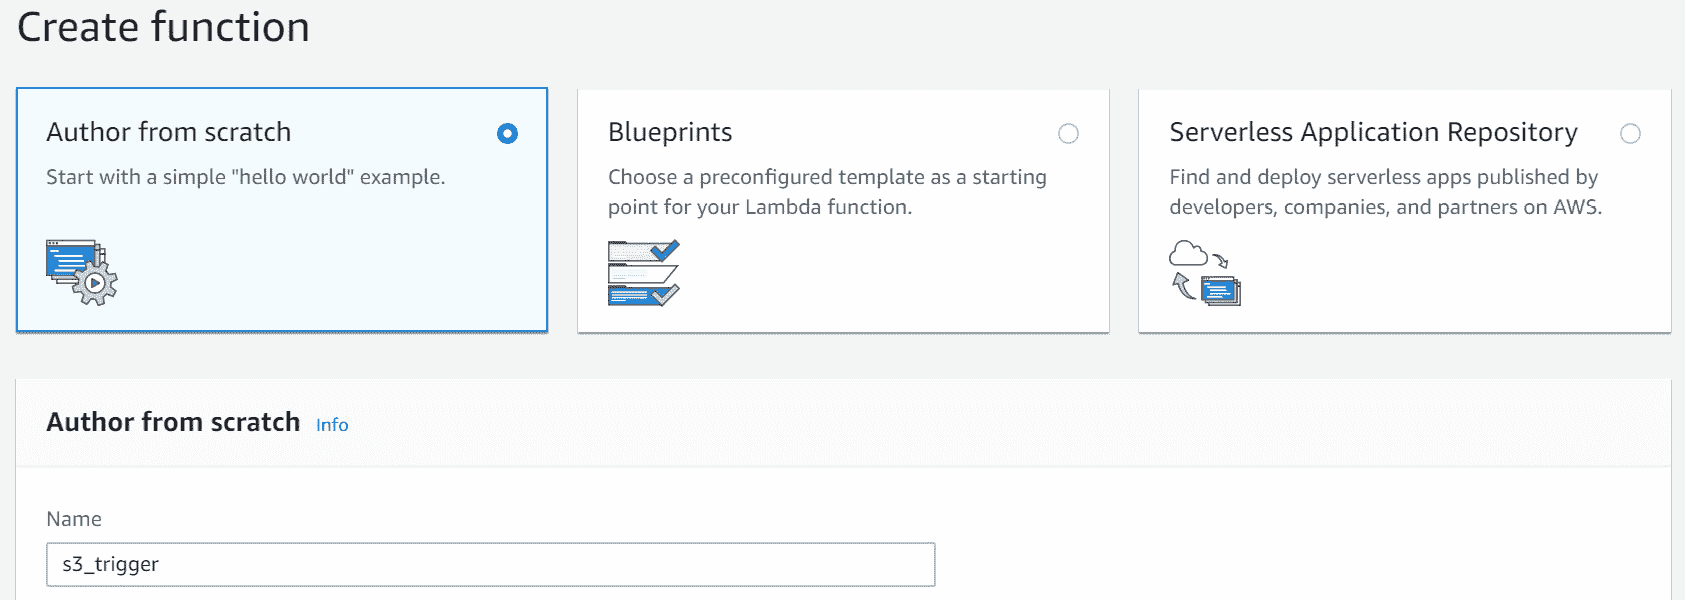 Create function
Author from scratch
Start with a simple "hello world" example.
Blueprints
Choose a preconfigured template as a starting
point for your Lambda function.
Serverless Application Repository
Find and deploy serverless apps published by
developers, companies, and partners on AWS.
Author from scratch Info
Name
s3_trigger